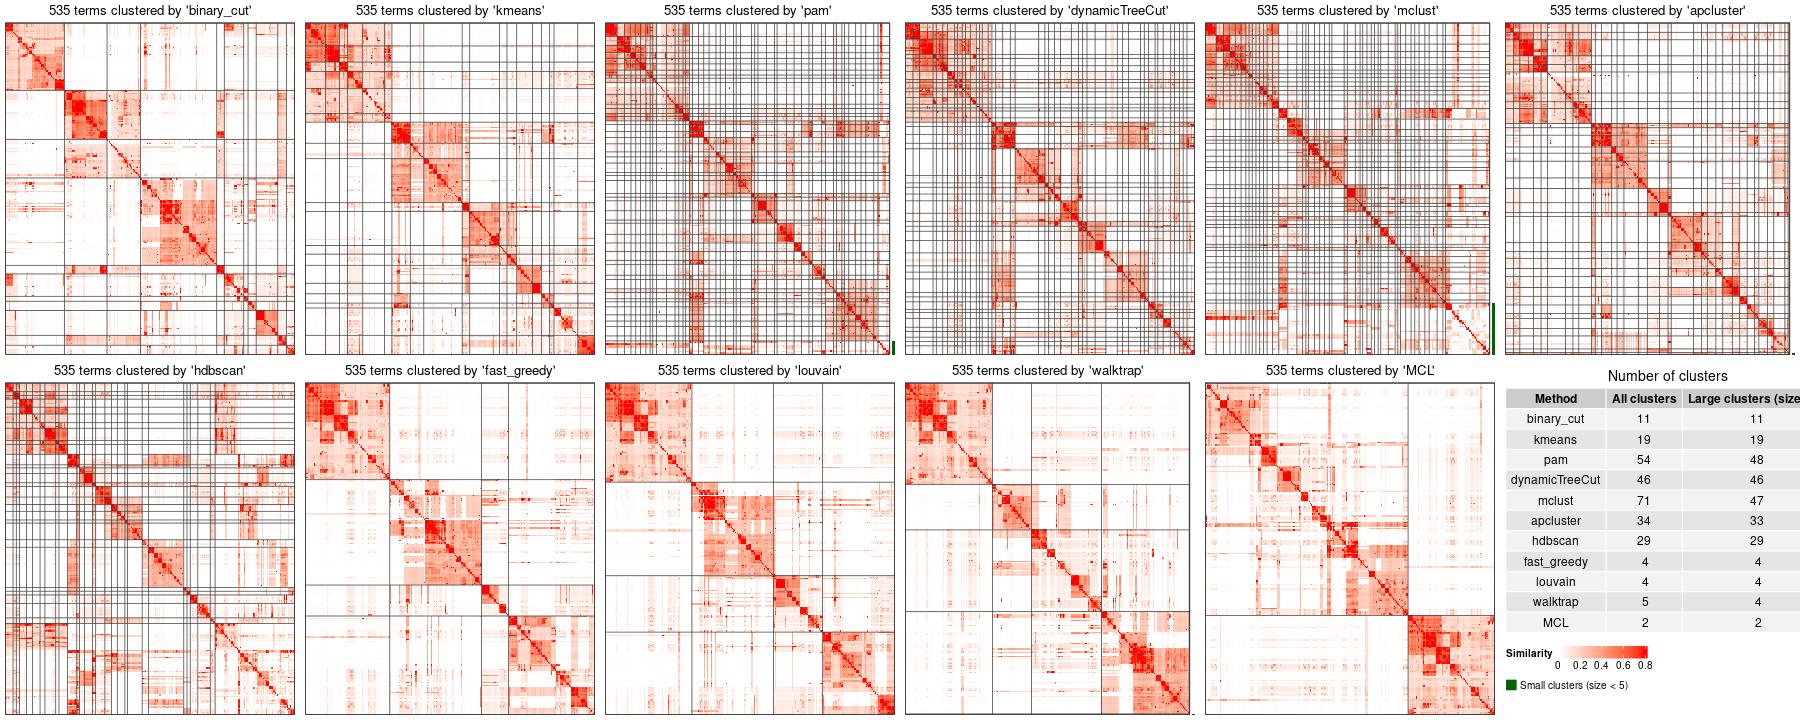 535 terms clustered by 'binary_cut'
535 terms clustered by 'kmeans'
535 terms clustered by 'pam'
535 terms clustered by 'dynamicTreeCut'
535 terms clustered by 'mclust'
535 terms clustered by 'apcluster'
535 terms clustered by 'hdbscan'
535 terms clustered by 'fast_greedy'
535 terms clustered by 'louvain'
535 terms clustered by 'walktrap'
535 terms clustered by 'MCL'
Number of clusters
Method All clusters Large clusters (size
binary_cut 11 11
kmeans 19 19
pam 54 48
dynamicTreeCut 46 46
mclust 71 47
apcluster 34 33
hdbscan 29 29
fast_greedy 4 4
louvain 4 4
walktrap 5 4
MCL 2 2
Similarity
0 0.2 0.4 0.6 0.8
Small clusters (size < 5)